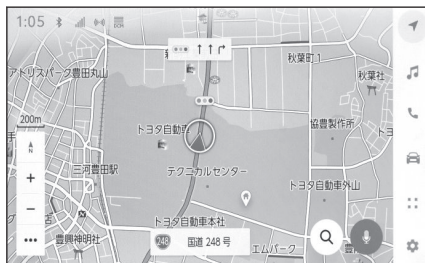 1:05
DCM
秋葉町1
アドリスパーク豊田丸山
秋葉社
200m
トヨタ自動車
協豊製作所
N
三河豊田駅
テクニカルセンター
トヨタ自動車外山
トヨタ自動車本社
豊興神明社
248 国道 248 号
エムパーク